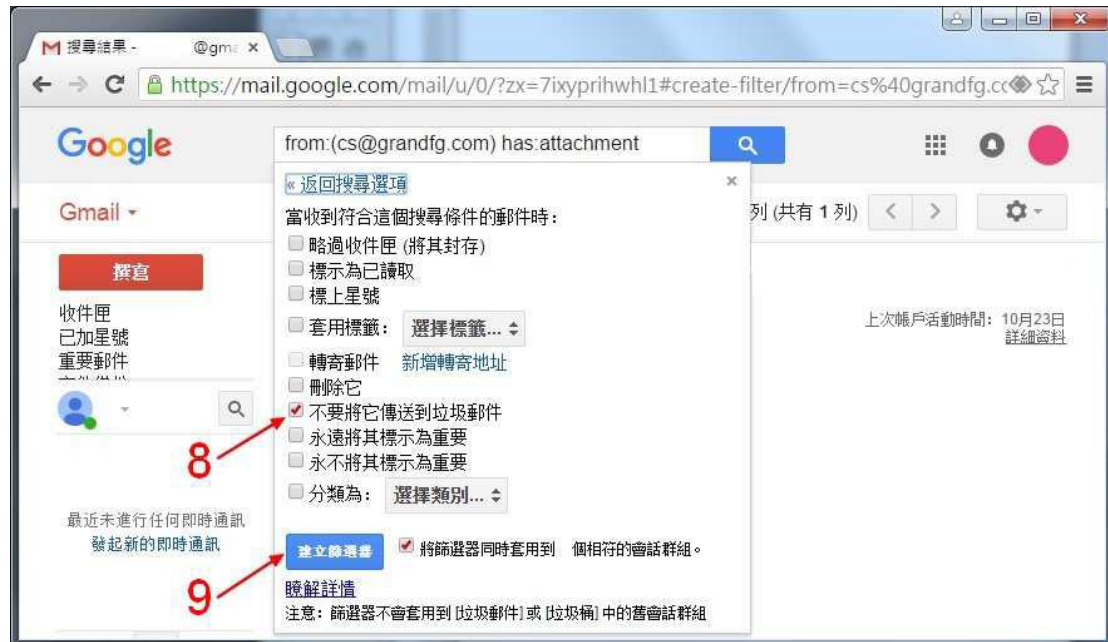 搜尋結果 - @gma
https://mail.google.com/mail/u/0/?zx=7ixyprihwhl1#create-filter/from=cs%40grandfg.cc
Google
from:(cs@grandfg.com) has:attachment
« 返回搜尋選項
Gmail
當收到符合這個搜尋條件的郵件時：
列 (共有 1 列)
略過收件匣 (將其封存)
撰寫
標示為已讀取
標上星號
收件匣
已加星號
重要郵件
套用標籤： 選擇標籤...
上次帳戶活動時間： 10月23日
詳細資料
轉寄郵件 新增轉寄地址
刪除它
不要將它傳送到垃圾郵件
8
永遠將其標示為重要
永不將其標示為重要
分類為： 選擇類別...
最近未進行任何即時通訊
發起新的即時通訊
建立篩選器 將篩選器同時套用到 個相符的會話群組。
9
瞭解詳情
注意：篩選器不會套用到 [垃圾郵件] 或 [垃圾桶] 中的舊會話群組